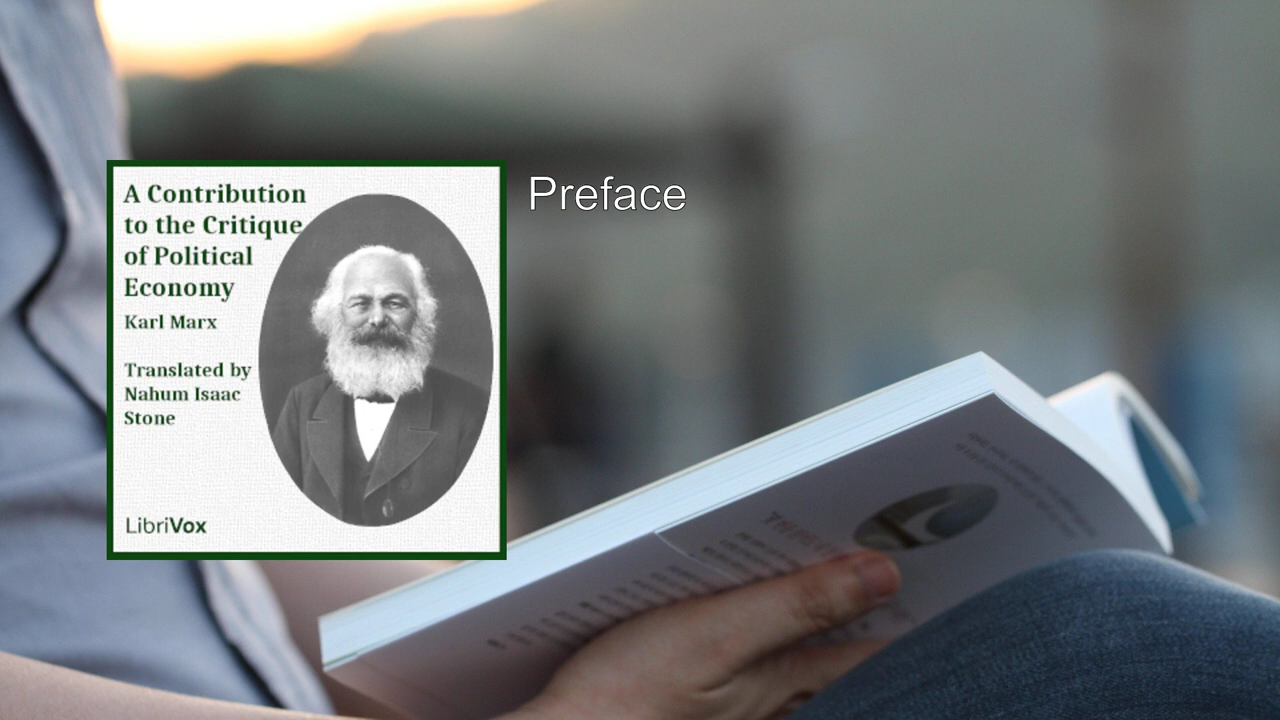 A Contribution
to the Critique
of Political
Economy
Karl Marx
Translated by
Nahum Isaac
Stone
LibriVox
Preface